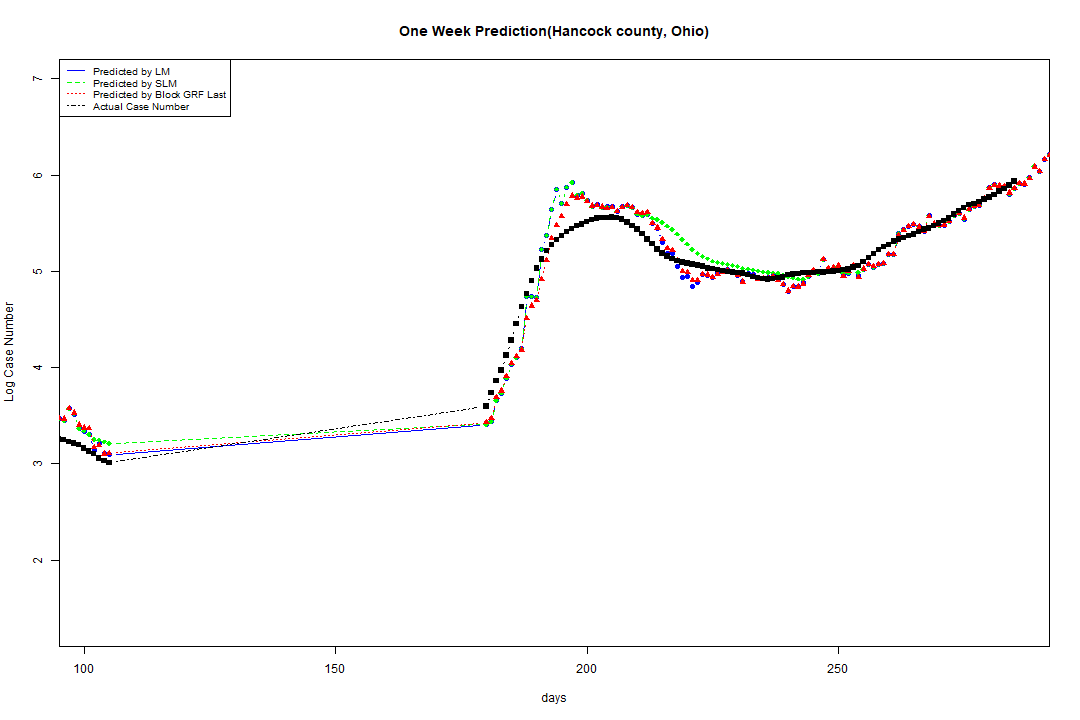 One Week Prediction(Hancock county, Ohio)
Predicted by LM
Predicted by SLM
Predicted by Block GRF Last
Actual Case Number
7
6
5
4
3
2
Log Case Number
100
150
200
250
days